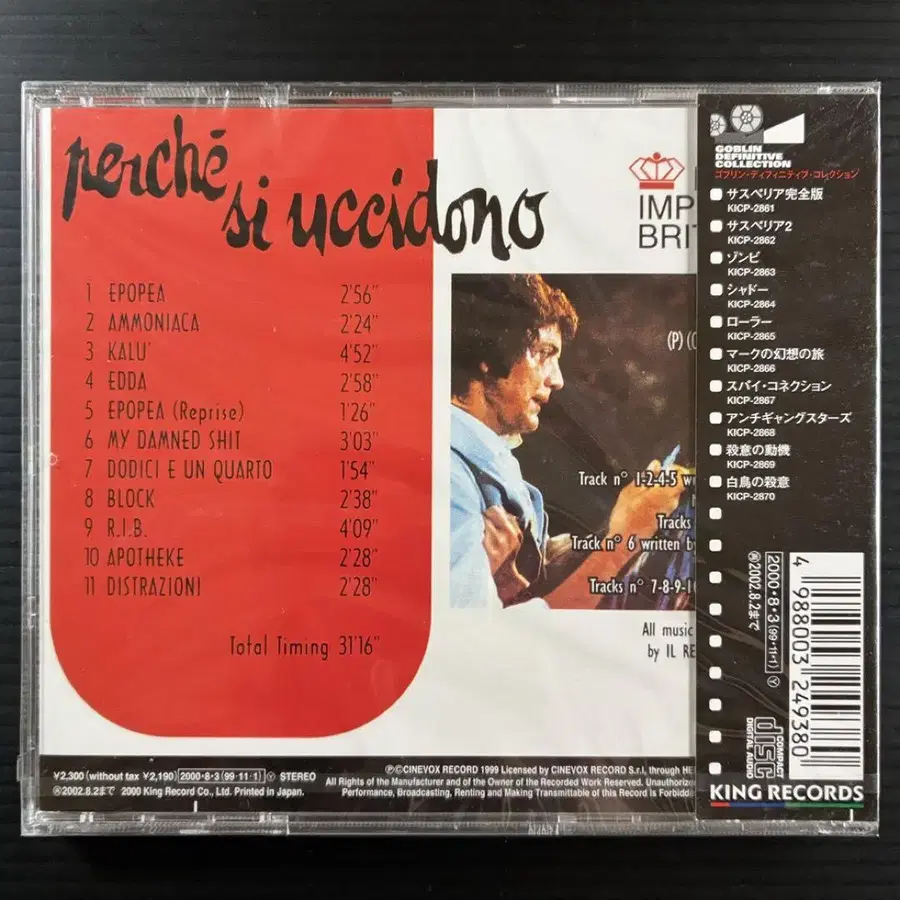 perché
si uccidono
IMP
BRIT
1 EPOPEA 2'56"
2 AMMONIACA 2'24"
3 KALU' 4'52"
4 EDDA 2'58"
5 EPOPEA (Reprise) 1'26"
6 MY DAMNED SHIT 3'03"
7 DODICI E UN QUARTO 1'54"
8 BLOCK 2'38"
9 R.I.B. 4'09"
10 APOTHEKE 2'28"
11 DISTRAZIONI 2'28"
Total Timing 31'16"
(P) (C
Track n° 1-2-4-5 w
Tracks
Track n° 6 written by
Tracks n° 7-8-9-1
All music
by IL RE
¥2,300 (without tax ¥2,190) 2000・8・3 (99・11・1) Ⓨ STEREO
2002.8.2まで 2000 King Record Co., Ltd. Printed in Japan.
ⓅⒸCINEVOX RECORD 1999 Licensed by CINEVOX RECORD S.r.l, through HE
All Rights of the Manufacturer and of the Owner of the Recorded Work Reserved. Unauthoriz
Performance, Broadcasting, Renting and Making Transmittable of this Record is Forbidd
GOBLIN
DEFINITIVE
COLLECTION
ゴブリン・ディフィニティブ・コレクション
サスペリア完全版
KICP-2861
サスペリア2
KICP-2862
ゾンビ
KICP-2863
シャドー
KICP-2864
ローラー
KICP-2865
マークの幻想の旅
KICP-2866
スパイ・コネクション
KICP-2867
アンチギャングスターズ
KICP-2868
殺意の動機
KICP-2869
白鳥の殺意
KICP-2870
2000・8・3 (99・11・1) Ⓨ
2002.8.2まで
4 988003 249380
COMPACT
disc
DIGITAL AUDIO
KING RECORDS